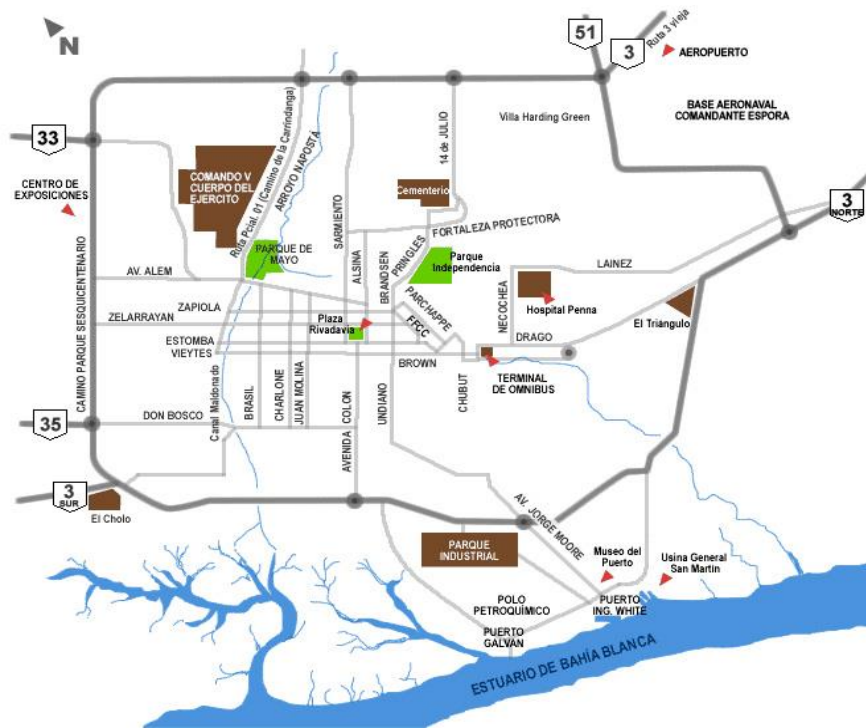 N
51
3
Ruta 3 vieja
AEROPUERTO
BASE AERONAVAL
COMANDANTE ESPORA
Villa Harding Green
33
CENTRO DE
EXPOSICIONES
COMANDO V
CUERPO DEL
EJERCITO
Ruta Pcial. 01 (Camino de la Carrindanga)
ARROYO NAPOSTÁ
SARMIENTO
14 de JULIO
Cementerio
3
NORTE
FORTALEZA PROTECTORA
PARQUE DE
MAYO
ALSINA
BRANDSEN
PRINGLES
Parque
Independencia
LAINEZ
AV. ALEM
CAMINO PARQUE SESQUICENTENARIO
ZAPIOLA
ZELARRAYAN
Plaza
Rivadavia
PARCHAPPE
FFCC
NECOCHEA
Hospital Penna
El Triángulo
ESTOMBA
VIEYTES
DRAGO
BROWN
TERMINAL
DE OMNIBUS
CHUBUT
Canal Maldonado
BRASIL
CHARLONE
JUAN MOLINA
AVENIDA COLON
UNDIANO
DON BOSCO
35
3
SUR
El Cholo
AV. JORGE MOORE
PARQUE
INDUSTRIAL
Museo del
Puerto
Usina General
San Martín
POLO
PETROQUÍMICO
PUERTO
ING. WHITE
PUERTO
GALVAN
ESTUARIO DE BAHÍA BLANCA